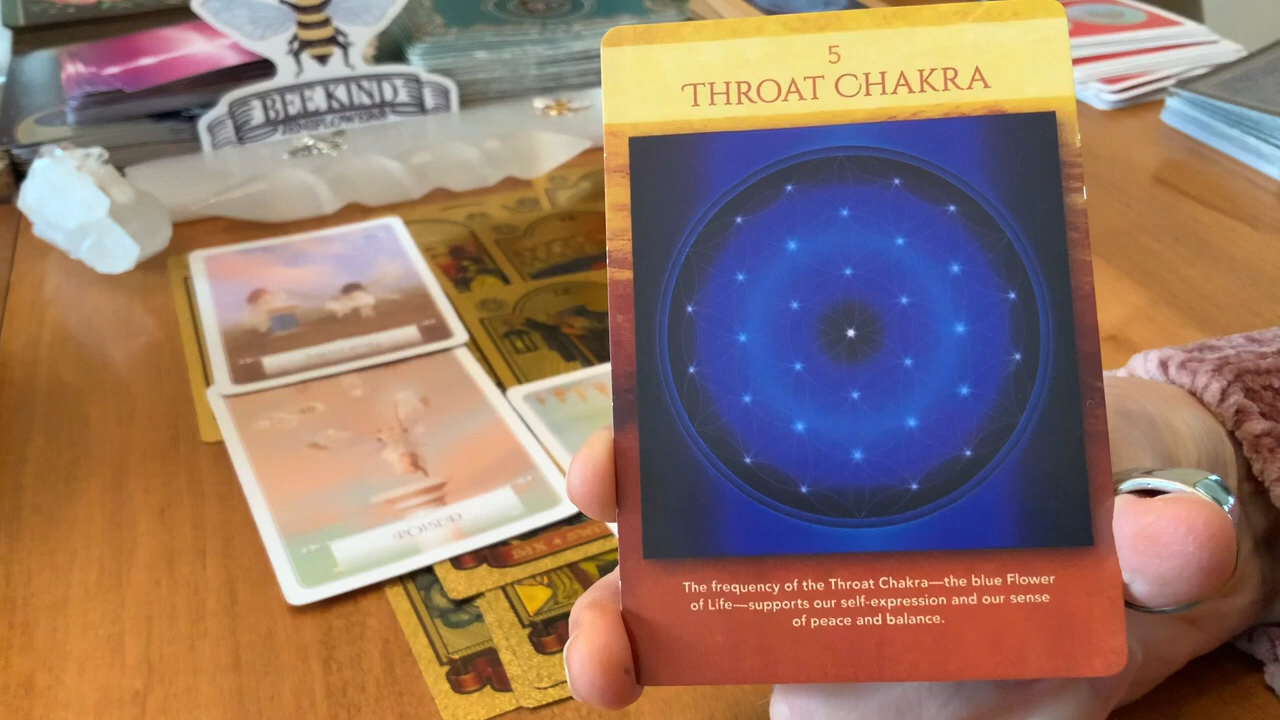 BEE KIND
5
THROAT CHAKRA
The frequency of the Throat Chakra—the blue Flower
of Life—supports our self-expression and our sense
of peace and balance.
POISED